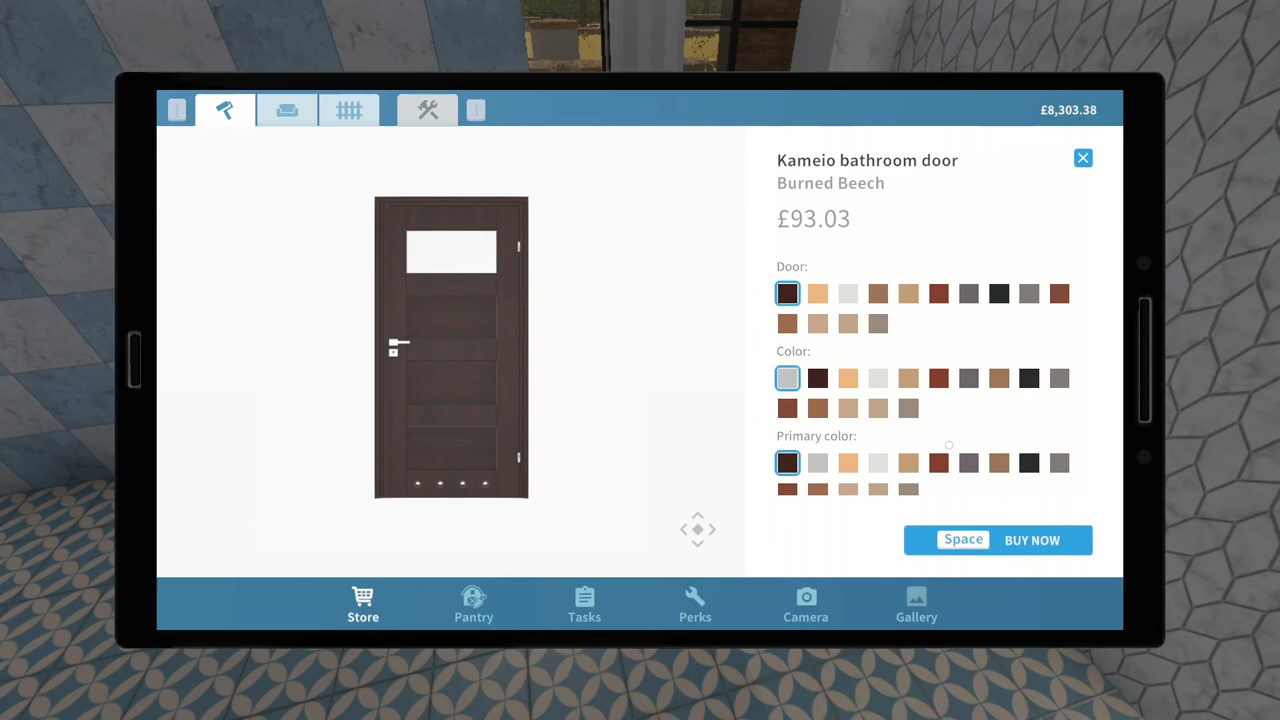 £8,303.38
Kameio bathroom door
Burned Beech
£93.03
Door:
Color:
Primary color:
Space BUY NOW
Store Pantry Tasks Perks Camera Gallery